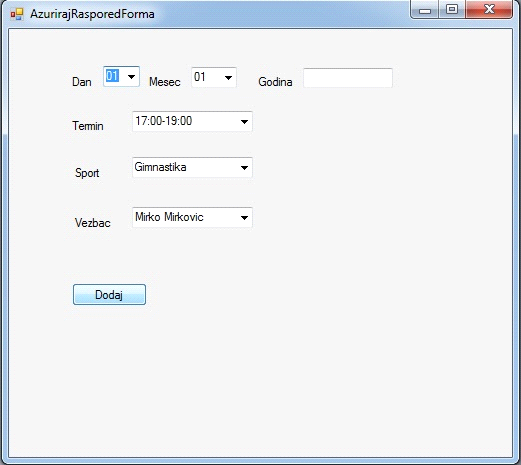 AzurirajRasporedForma
Dan 01 Mesec 01 Godina
Termin 17:00-19:00
Sport Gimnastika
Vezbac Mirko Mirkovic
Dodaj